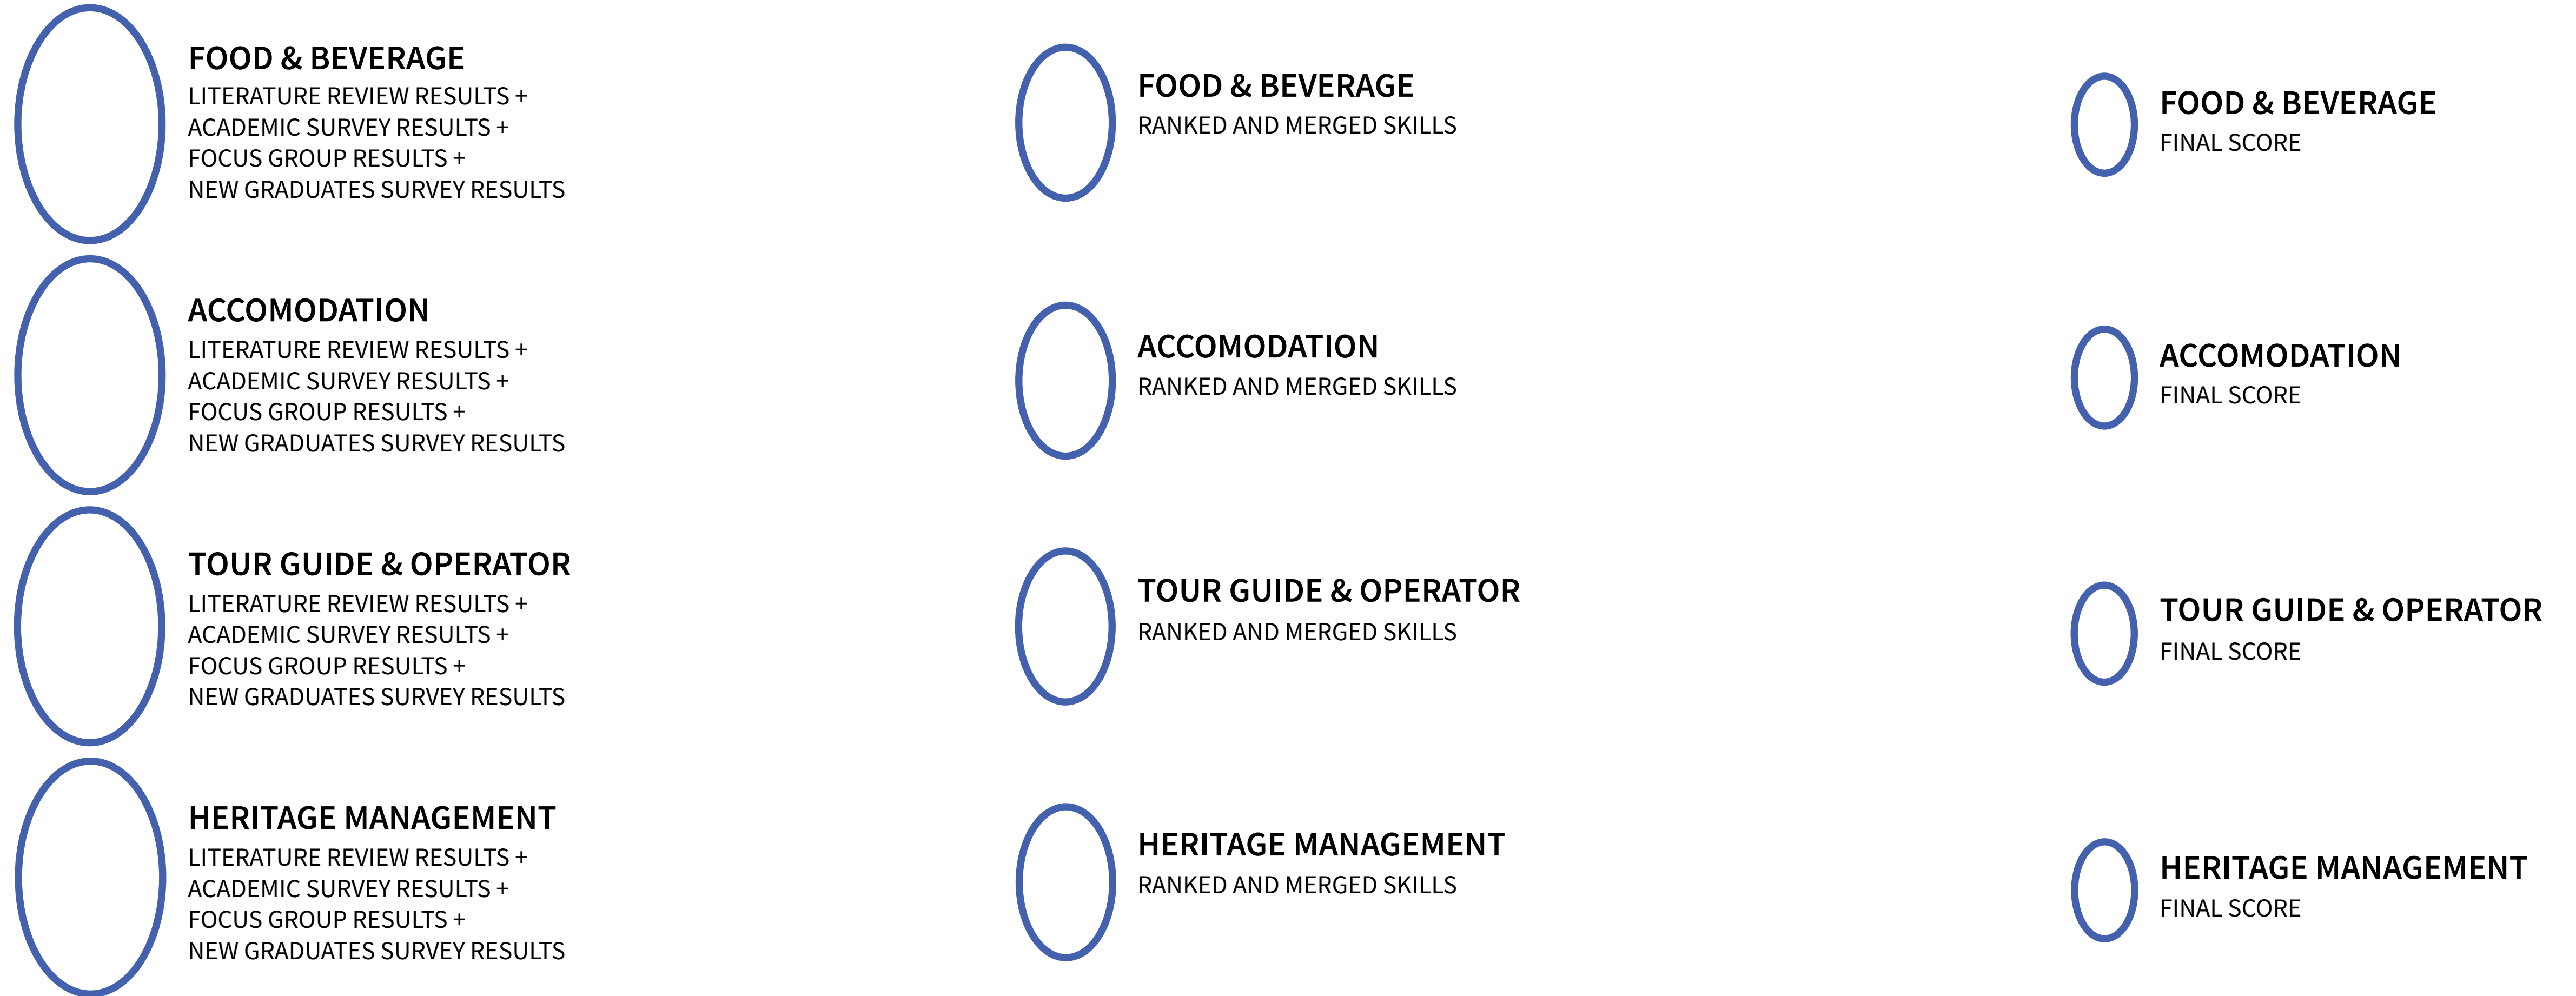 FOOD & BEVERAGE
LITERATURE REVIEW RESULTS +
ACADEMIC SURVEY RESULTS +
FOCUS GROUP RESULTS +
NEW GRADUATES SURVEY RESULTS
FOOD & BEVERAGE
RANKED AND MERGED SKILLS
FOOD & BEVERAGE
FINAL SCORE
ACCOMODATION
LITERATURE REVIEW RESULTS +
ACADEMIC SURVEY RESULTS +
FOCUS GROUP RESULTS +
NEW GRADUATES SURVEY RESULTS
ACCOMODATION
RANKED AND MERGED SKILLS
ACCOMODATION
FINAL SCORE
TOUR GUIDE & OPERATOR
LITERATURE REVIEW RESULTS +
ACADEMIC SURVEY RESULTS +
FOCUS GROUP RESULTS +
NEW GRADUATES SURVEY RESULTS
TOUR GUIDE & OPERATOR
RANKED AND MERGED SKILLS
TOUR GUIDE & OPERATOR
FINAL SCORE
HERITAGE MANAGEMENT
LITERATURE REVIEW RESULTS +
ACADEMIC SURVEY RESULTS +
FOCUS GROUP RESULTS +
NEW GRADUATES SURVEY RESULTS
HERITAGE MANAGEMENT
RANKED AND MERGED SKILLS
HERITAGE MANAGEMENT
FINAL SCORE